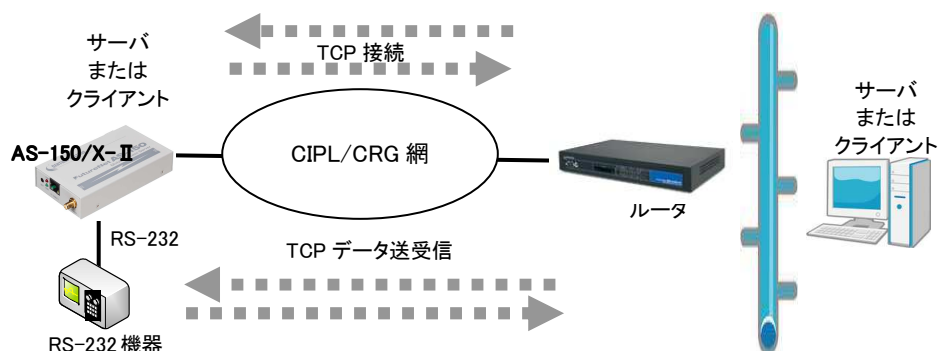 TCP 接続
サーバ
または
クライアント
AS-150/X-Ⅱ
CIPL/CRG 網
ルータ
サーバ
または
クライアント
RS-232
TCP データ送受信
RS-232 機器